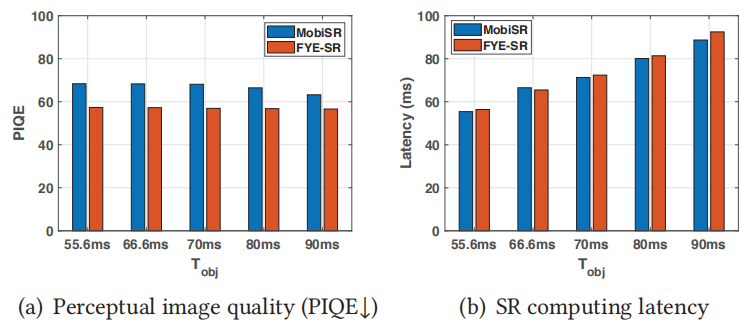 100
80
60
40
20
0
PIQE
MobiSR
FYE-SR
55.6ms 66.6ms 70ms 80ms 90ms
T_obj
(a) Perceptual image quality (PIQE↓)
100
80
60
40
20
0
Latency (ms)
MobiSR
FYE-SR
55.6ms 66.6ms 70ms 80ms 90ms
T_obj
(b) SR computing latency